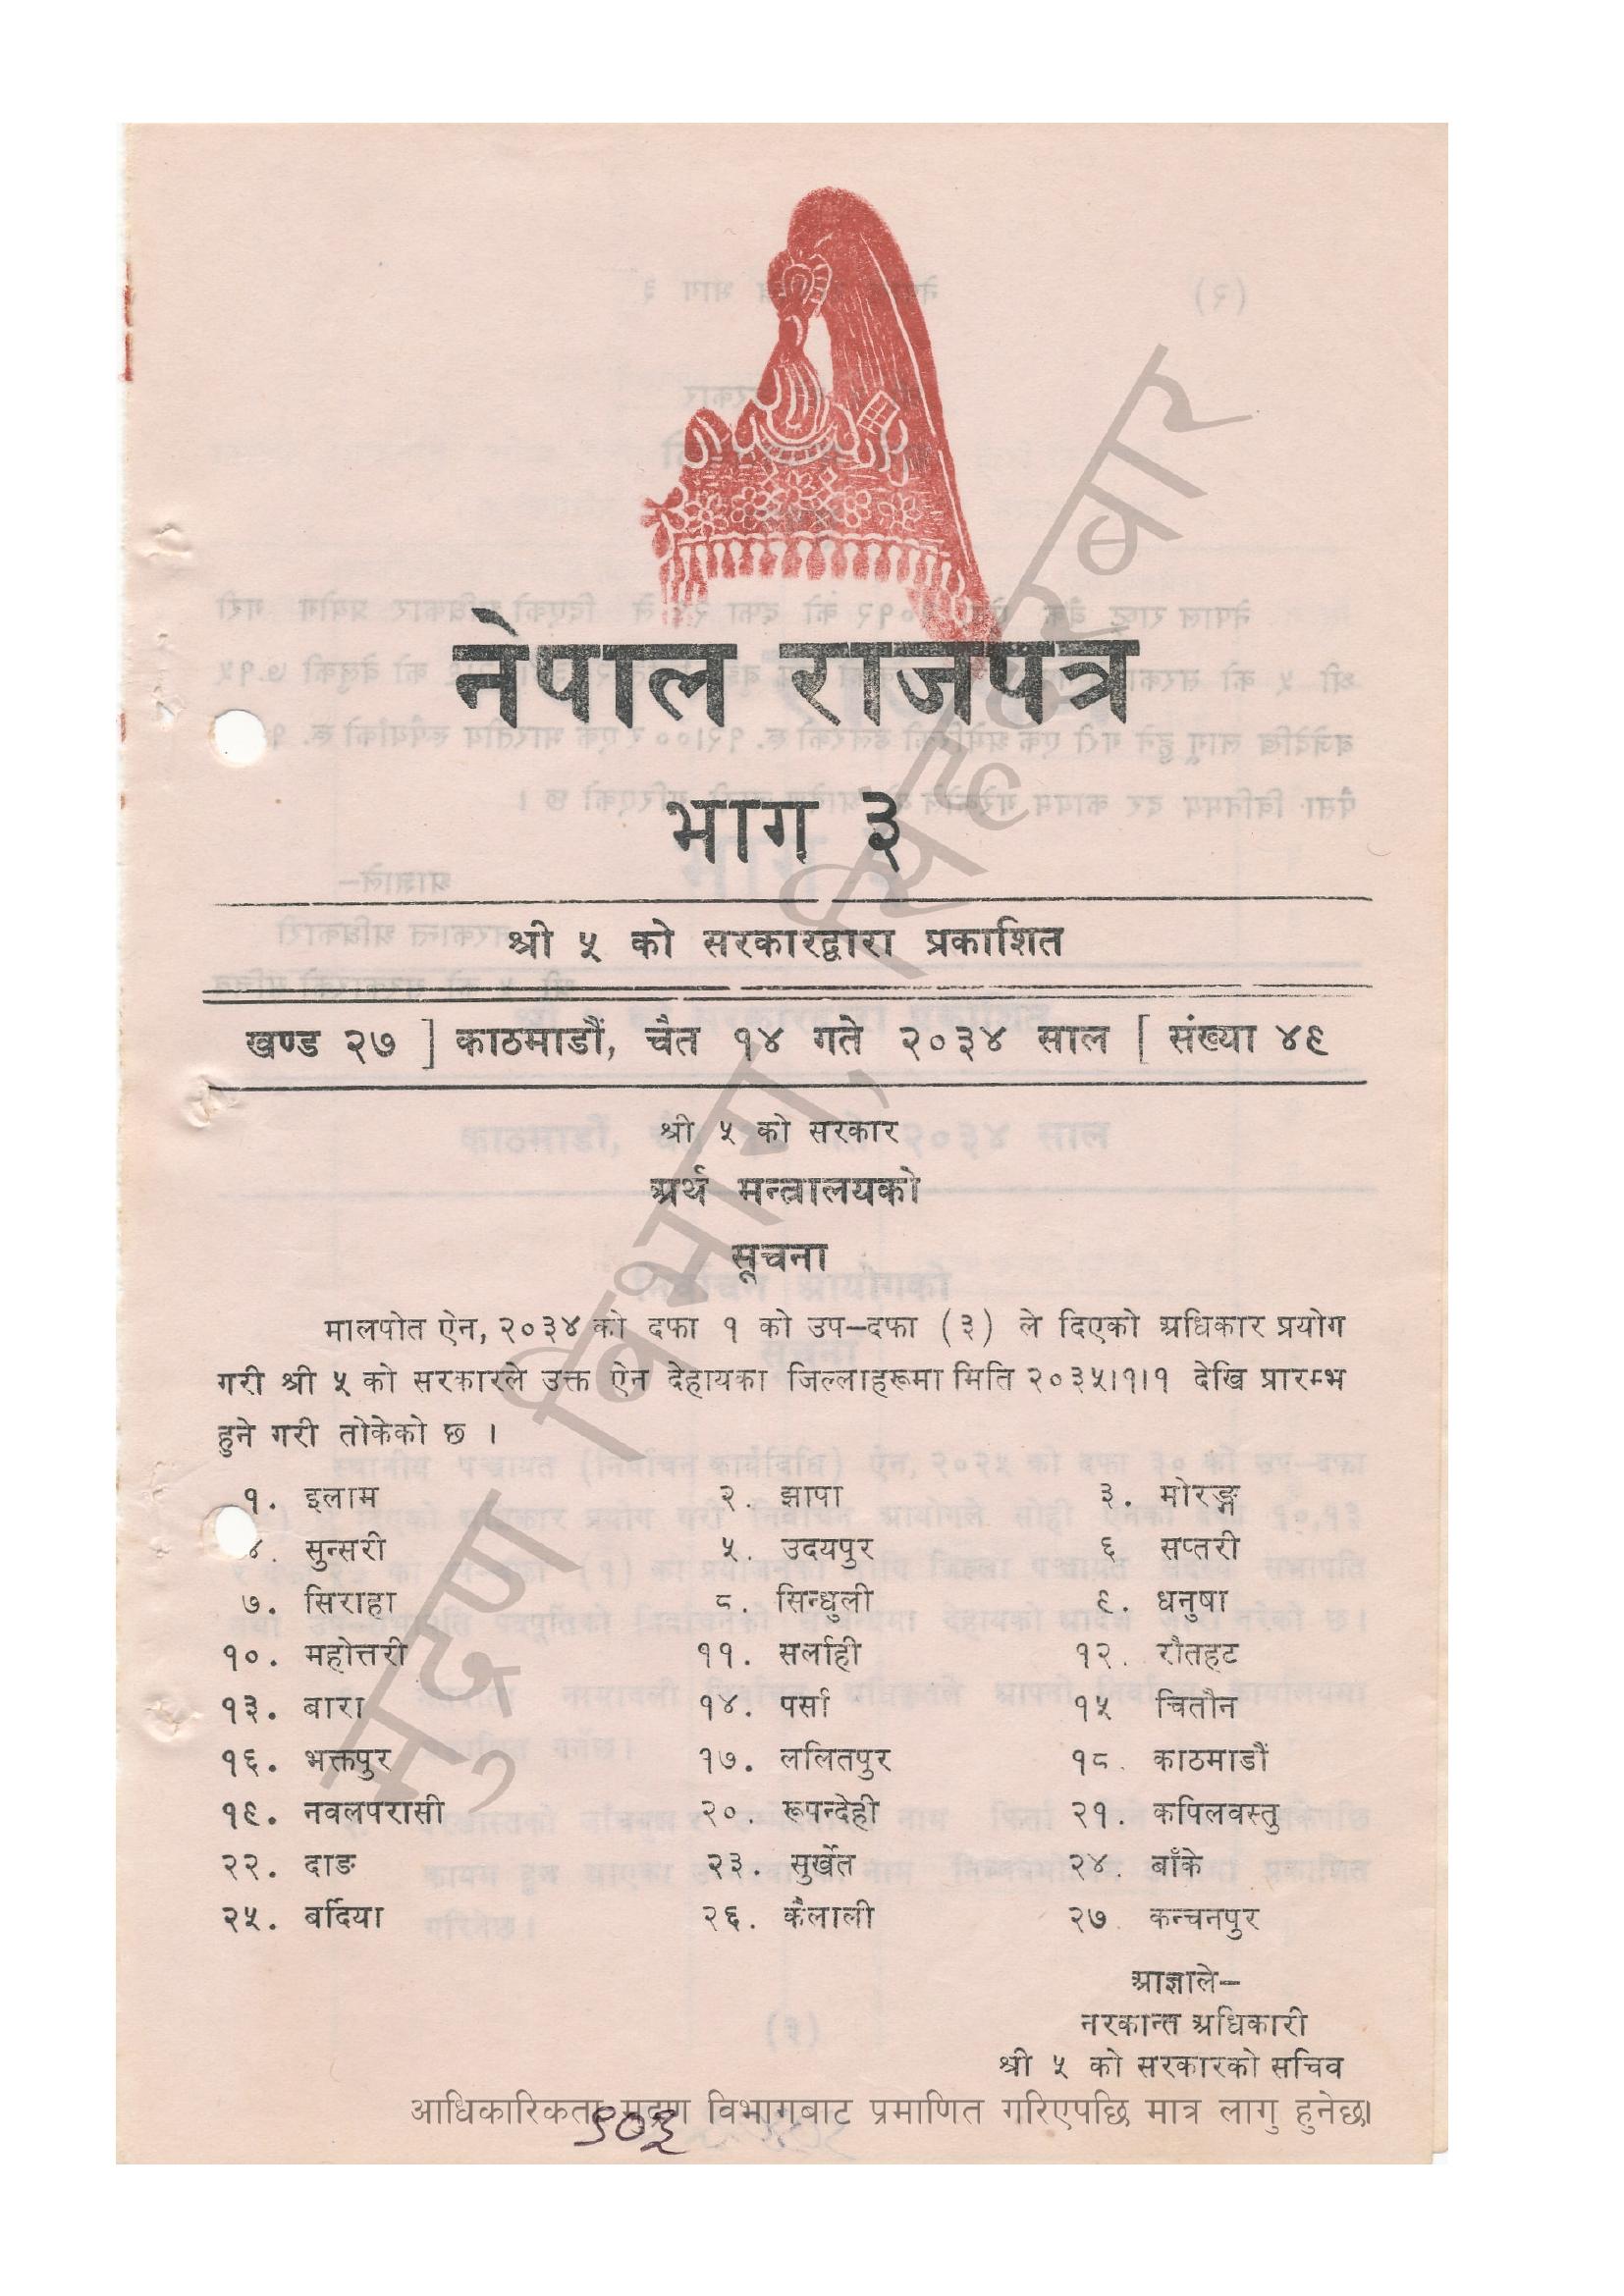 नेपाल राजपत्र
भाग ३
श्री ५ को सरकारद्वारा प्रकाशित
खण्ड २७ ] काठमाडौं, चैत १४ गते २०३४ साल [ संख्या ४९
श्री ५ को सरकार
अर्थ मन्त्रालयको
सूचना
मालपोत ऐन, २०३४ को दफा १ को उप–दफा (३) ले दिएको अधिकार प्रयोग
गरी श्री ५ को सरकारले उक्त ऐन देहायका जिल्लाहरूमा मिति २०३५।१।१ देखि प्रारम्भ
हुने गरी तोकेको छ ।
१. इलाम २. झापा ३. मोरङ्ग
४. सुन्सरी ५. उदयपुर ६ सप्तरी
७. सिराहा ८. सिन्धुली ९. धनुषा
१०. महोत्तरी ११. सर्लाही १२. रौतहट
१३. बारा १४. पर्सा १५ चितौन
१६. भक्तपुर १७. ललितपुर १८. काठमाडौं
१९. नवलपरासी २०. रूपन्देही २१. कपिलवस्तु
२२. दाङ २३. सुर्खेत २४. बाँके
२५. बर्दिया २६. कैलाली २७ कन्चनपुर
आज्ञाले–
नरकान्त अधिकारी
श्री ५ को सरकारको सचिव
आधिकारिकता मुद्रण विभागबाट प्रमाणित गरिएपछि मात्र लागु हुनेछ।
९०३
मुद्रण विभाग, सिंहदरबार